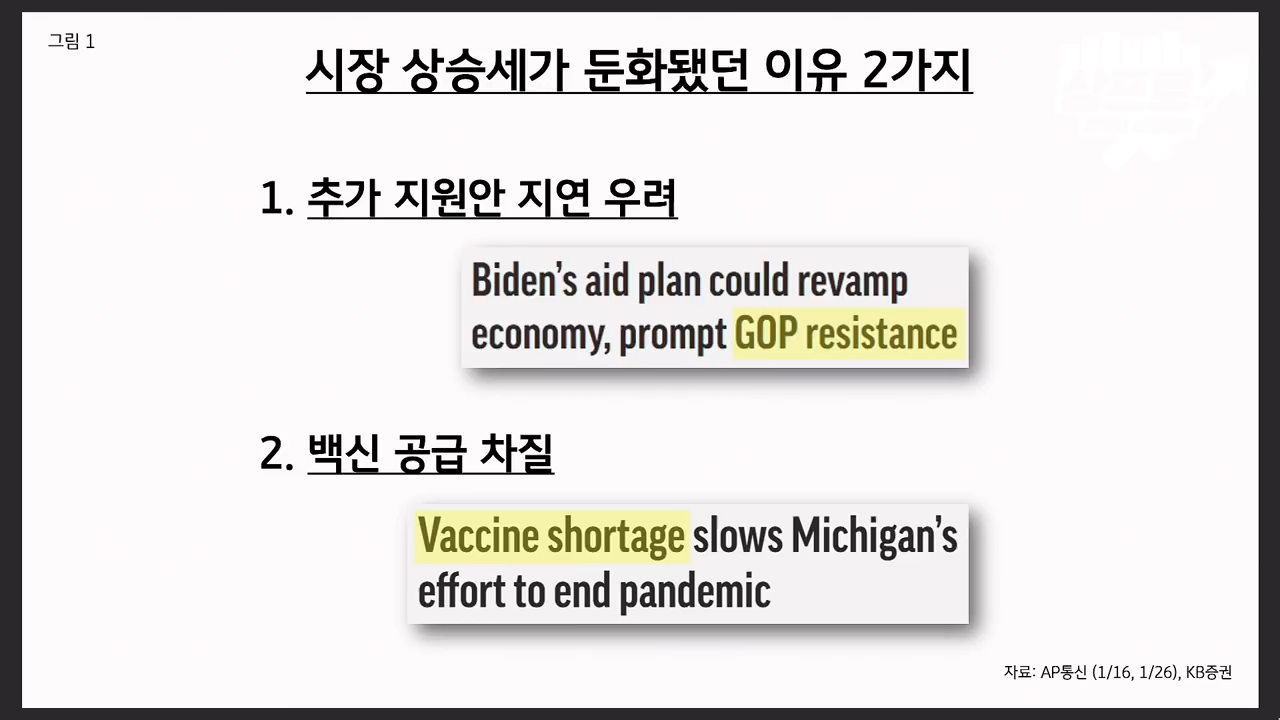 그림 1
시장 상승세가 둔화됐던 이유 2가지
1. 추가 지원안 지연 우려
Biden’s aid plan could revamp
economy, prompt GOP resistance
2. 백신 공급 차질
Vaccine shortage slows Michigan’s
effort to end pandemic
자료: AP통신 (1/16, 1/26), KB증권